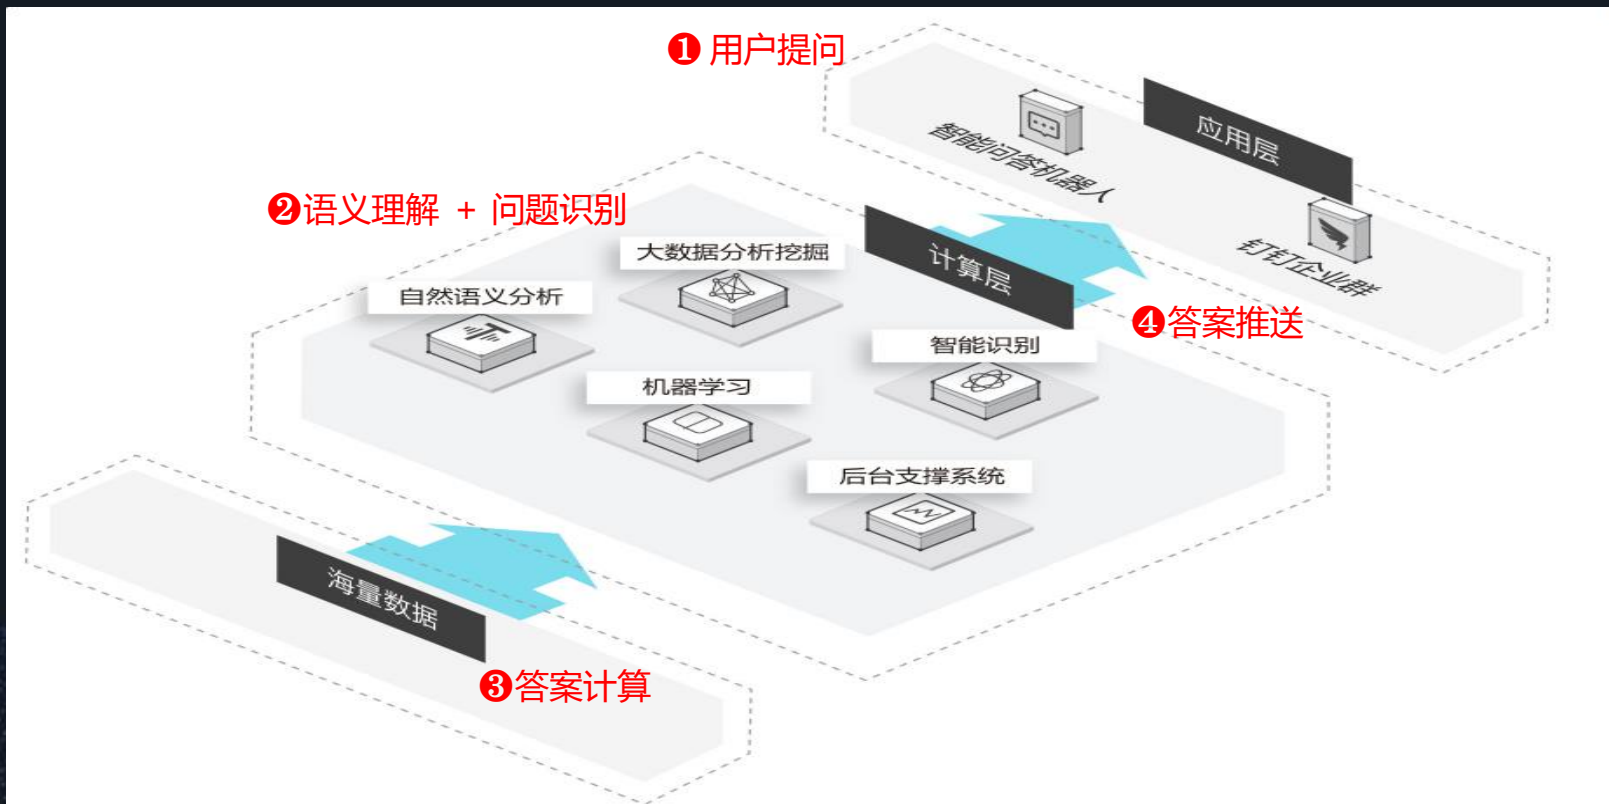 ❶ 用户提问
应用层
智能问答机器人
钉钉企业群
❷语义理解 + 问题识别
计算层
大数据分析挖掘
自然语义分析
❹答案推送
智能识别
机器学习
后台支撑系统
海量数据
❸答案计算